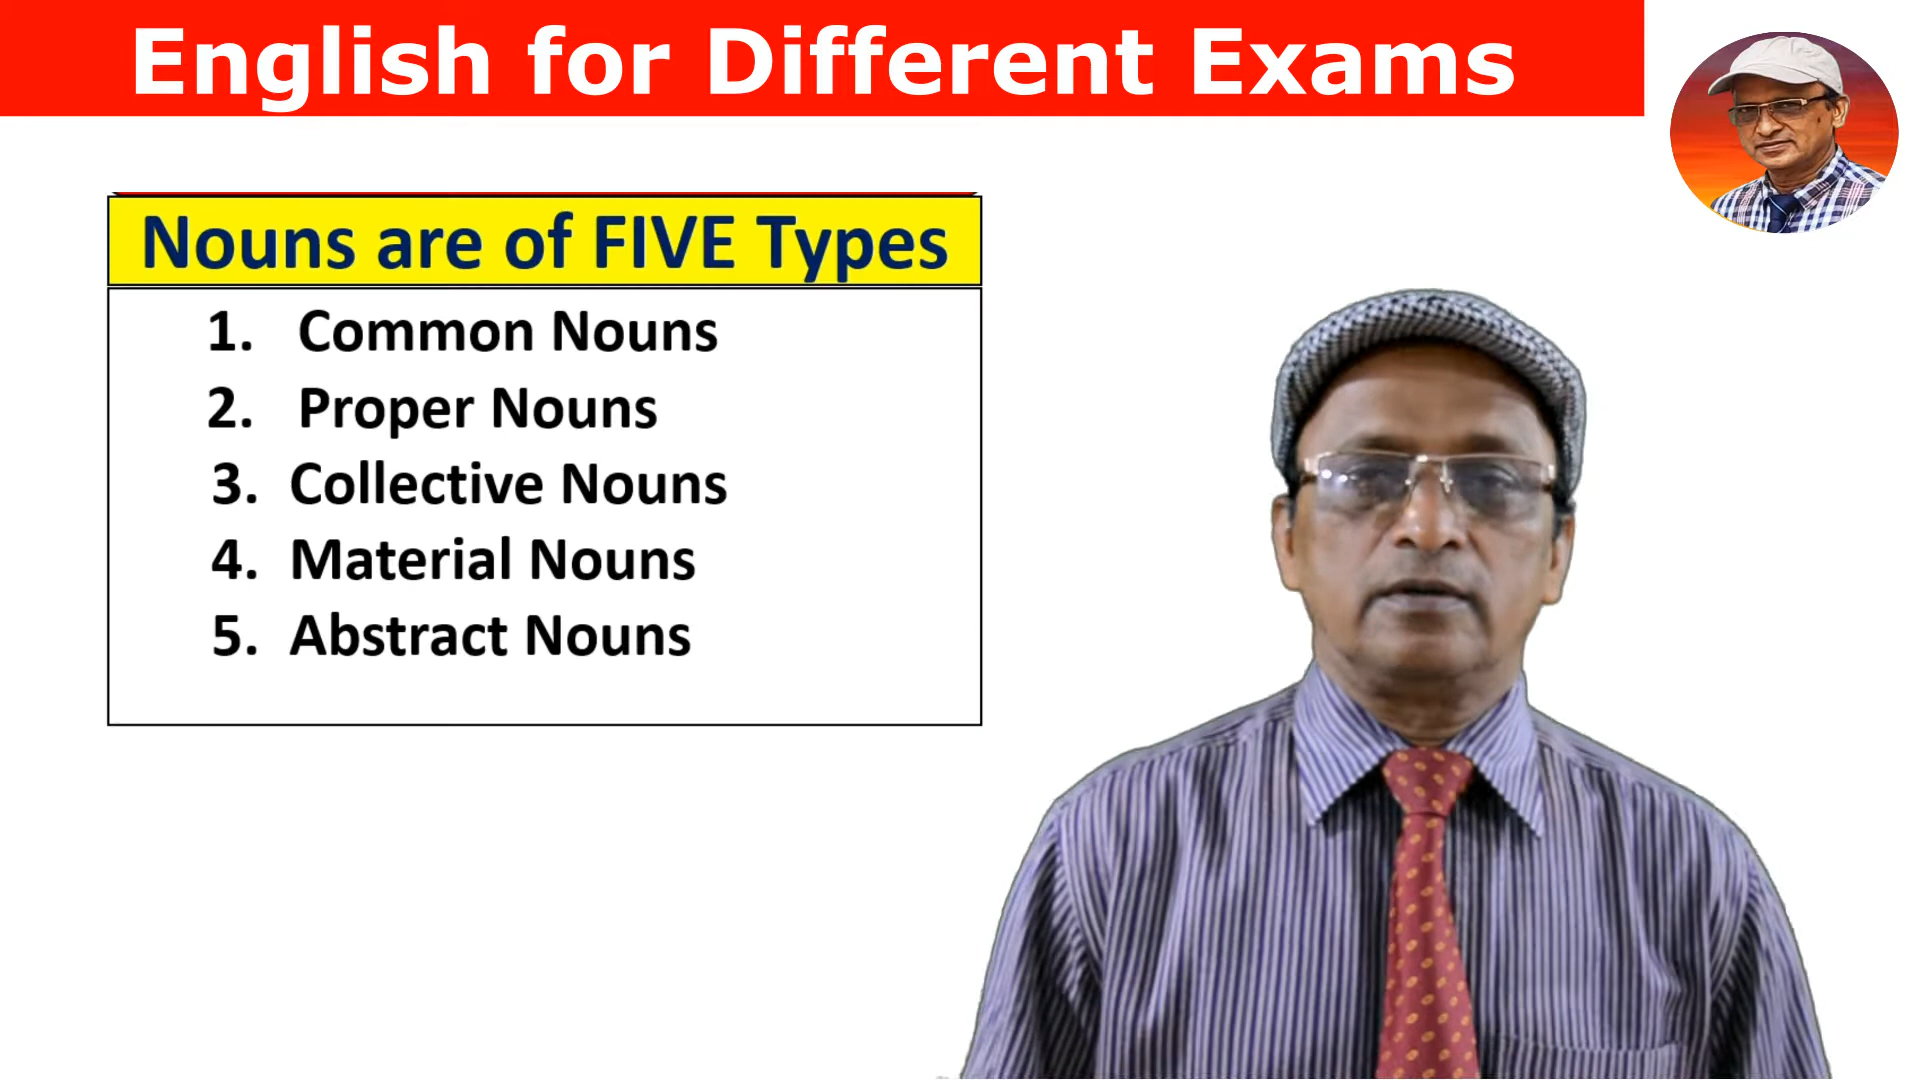 English for Different Exams
Nouns are of FIVE Types
1. Common Nouns
2. Proper Nouns
3. Collective Nouns
4. Material Nouns
5. Abstract Nouns